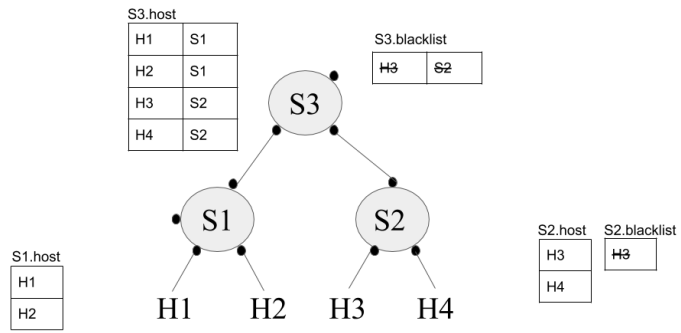 S3.host
H1 S1
H2 S1
H3 S2
H4 S2
S3.blacklist
H3 S2
S3
S1
S2
S1.host
H1
H2
S2.host
H3
H4
S2.blacklist
H3
H1 H2 H3 H4